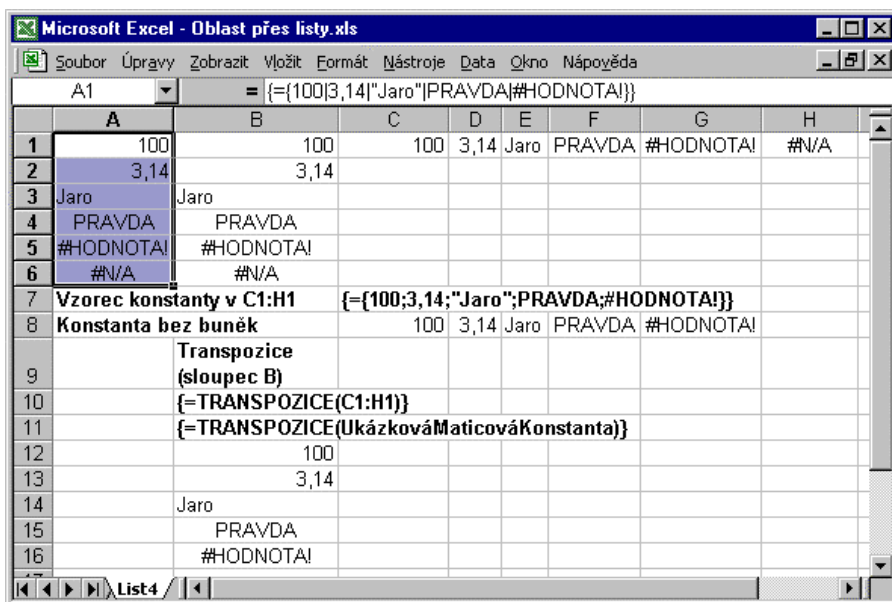 Microsoft Excel - Oblast přes listy.xls
Soubor Úpravy Zobrazit Vložit Formát Nástroje Data Okno Nápověda
A1 = {={100|3,14|"Jaro"|PRAVDA|#HODNOTA!}}
A B C D E F G H
1 100 100 100 3,14 Jaro PRAVDA #HODNOTA! #N/A
2 3,14 3,14
3 Jaro Jaro
4 PRAVDA PRAVDA
5 #HODNOTA! #HODNOTA!
6 #N/A #N/A
7 Vzorec konstanty v C1:H1 {={100;3,14;"Jaro";PRAVDA;#HODNOTA!}}
8 Konstanta bez buněk 100 3,14 Jaro PRAVDA #HODNOTA!
Transpozice
9 (sloupec B)
10 {=TRANSPOZICE(C1:H1)}
11 {=TRANSPOZICE(UkázkováMaticováKonstanta)}
12 100
13 3,14
14 Jaro
15 PRAVDA
16 #HODNOTA!
List4